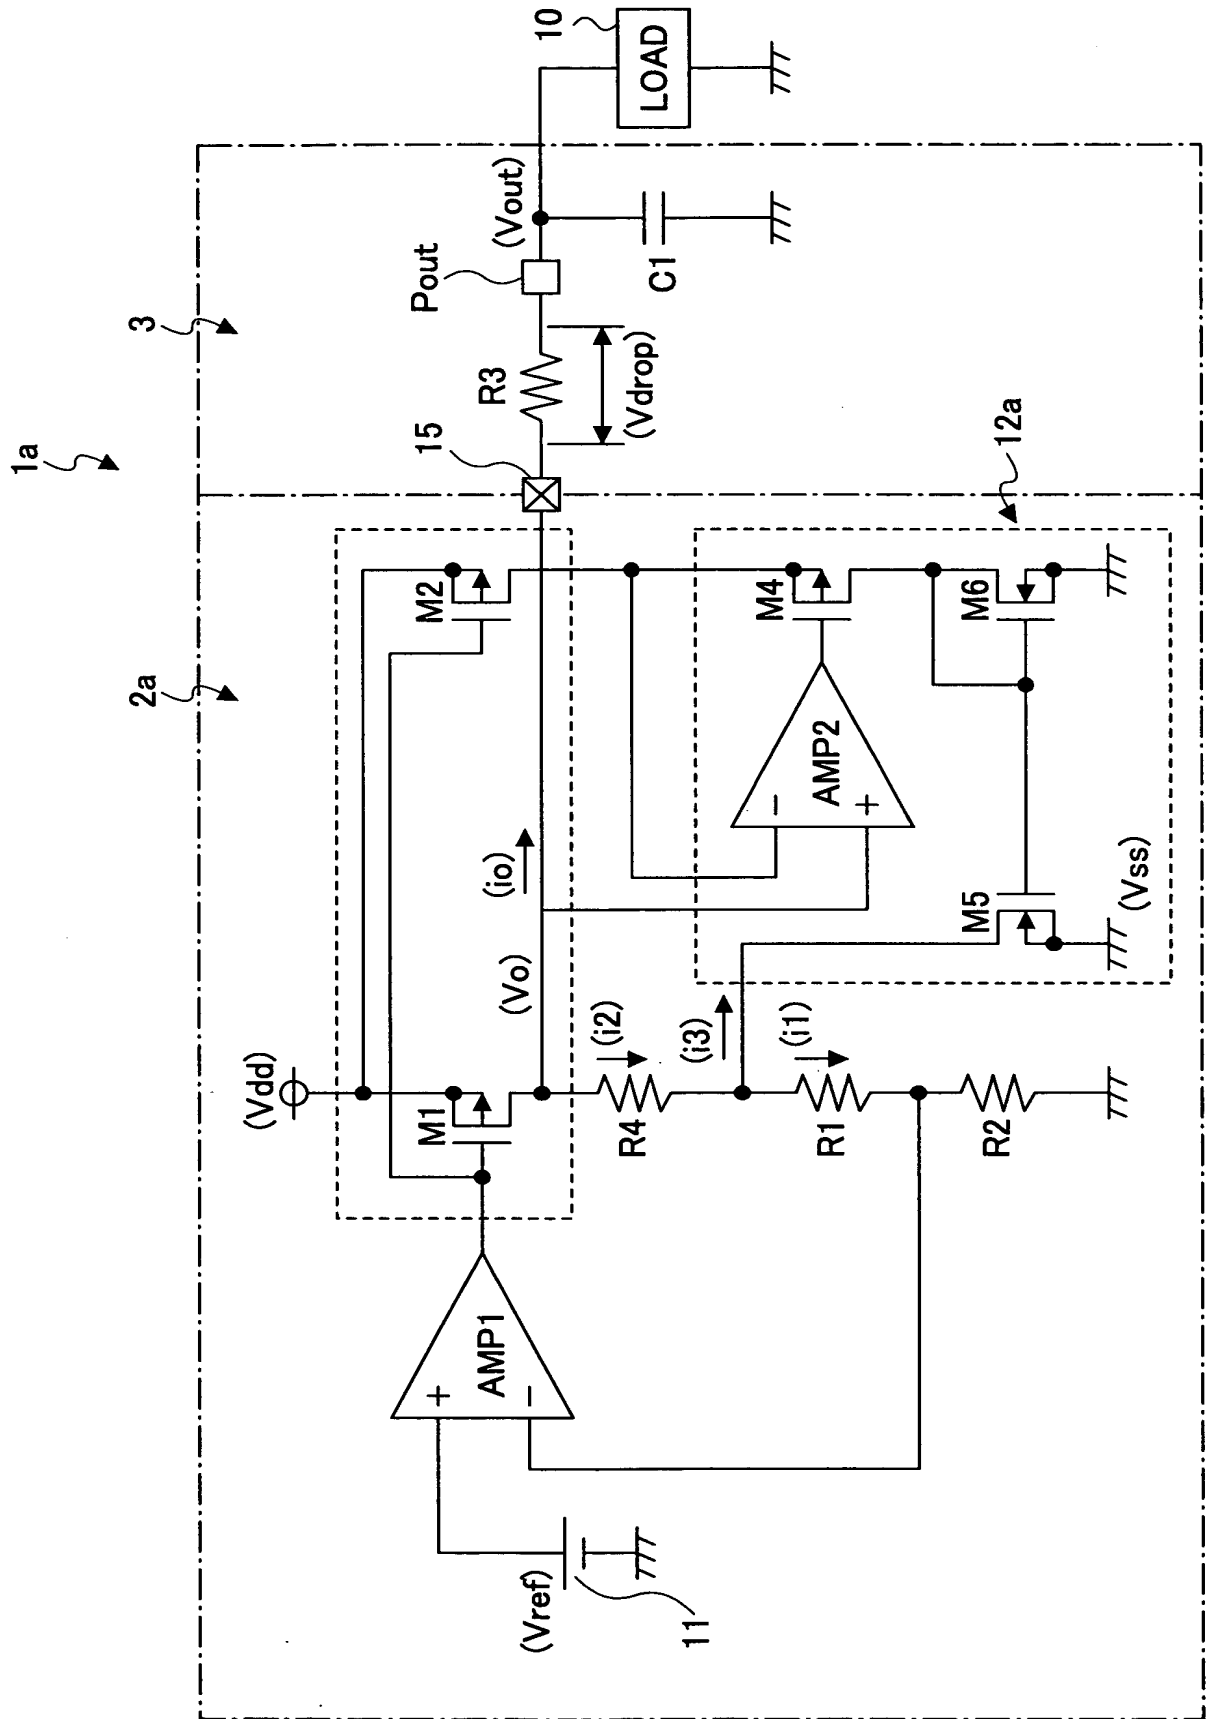 1a
2a
3
(Vdd)
M1
M2
AMP1
+
−
(Vref)
11
(Vo)
(io)
15
R3
(Vdrop)
Pout
(Vout)
C1
10
LOAD
R4
(i2)
(i3)
R1
(i1)
R2
12a
AMP2
−
+
M4
M5
M6
(Vss)